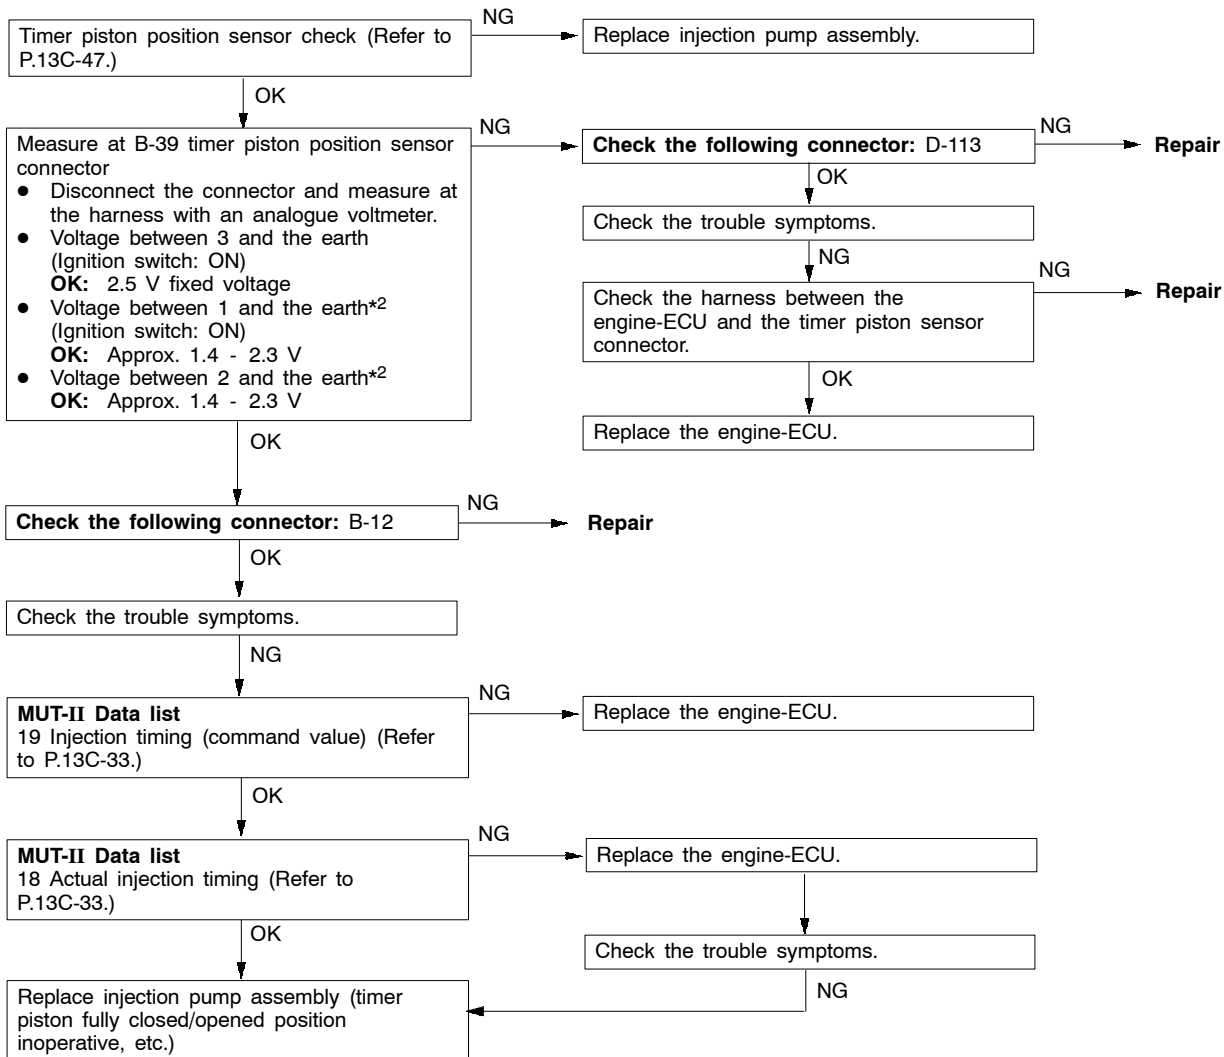 Timer piston position sensor check (Refer to
P.13C-47.)
NG
Replace injection pump assembly.
OK
Measure at B-39 timer piston position sensor
connector
● Disconnect the connector and measure at
the harness with an analogue voltmeter.
● Voltage between 3 and the earth
(Ignition switch: ON)
OK: 2.5 V fixed voltage
● Voltage between 1 and the earth*2
(Ignition switch: ON)
OK: Approx. 1.4 - 2.3 V
● Voltage between 2 and the earth*2
OK: Approx. 1.4 - 2.3 V
NG
Check the following connector: D-113
NG
Repair
OK
Check the trouble symptoms.
NG
Check the harness between the
engine-ECU and the timer piston sensor
connector.
NG
Repair
OK
Replace the engine-ECU.
OK
Check the following connector: B-12
NG
Repair
OK
Check the trouble symptoms.
NG
MUT-II Data list
19 Injection timing (command value) (Refer
to P.13C-33.)
NG
Replace the engine-ECU.
OK
MUT-II Data list
18 Actual injection timing (Refer to
P.13C-33.)
NG
Replace the engine-ECU.
Check the trouble symptoms.
NG
OK
Replace injection pump assembly (timer
piston fully closed/opened position
inoperative, etc.)